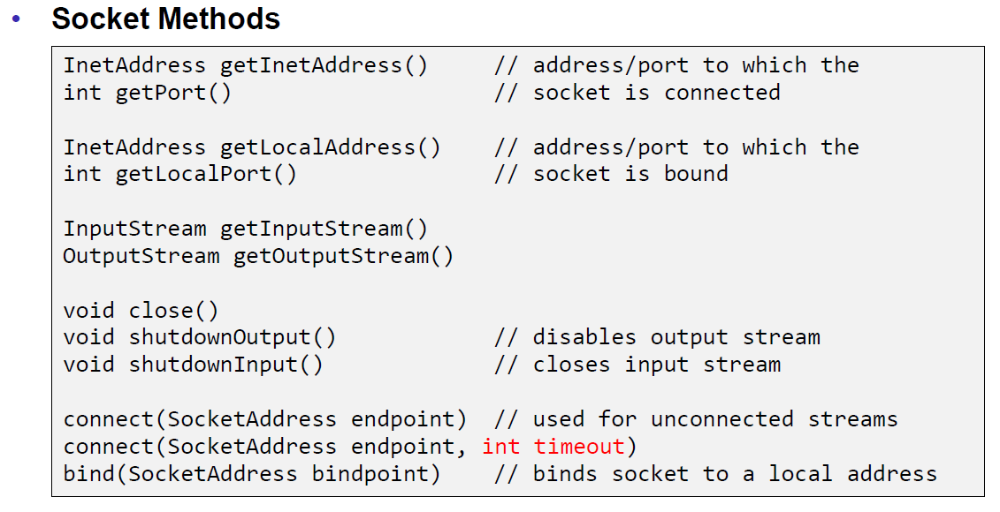 • Socket Methods
InetAddress getInetAddress()     // address/port to which the
int getPort()                    // socket is connected
InetAddress getLocalAddress()    // address/port to which the
int getLocalPort()               // socket is bound
InputStream getInputStream()
OutputStream getOutputStream()
void close()
void shutdownOutput()            // disables output stream
void shutdownInput()             // closes input stream
connect(SocketAddress endpoint)  // used for unconnected streams
connect(SocketAddress endpoint, int timeout)
bind(SocketAddress bindpoint)    // binds socket to a local address